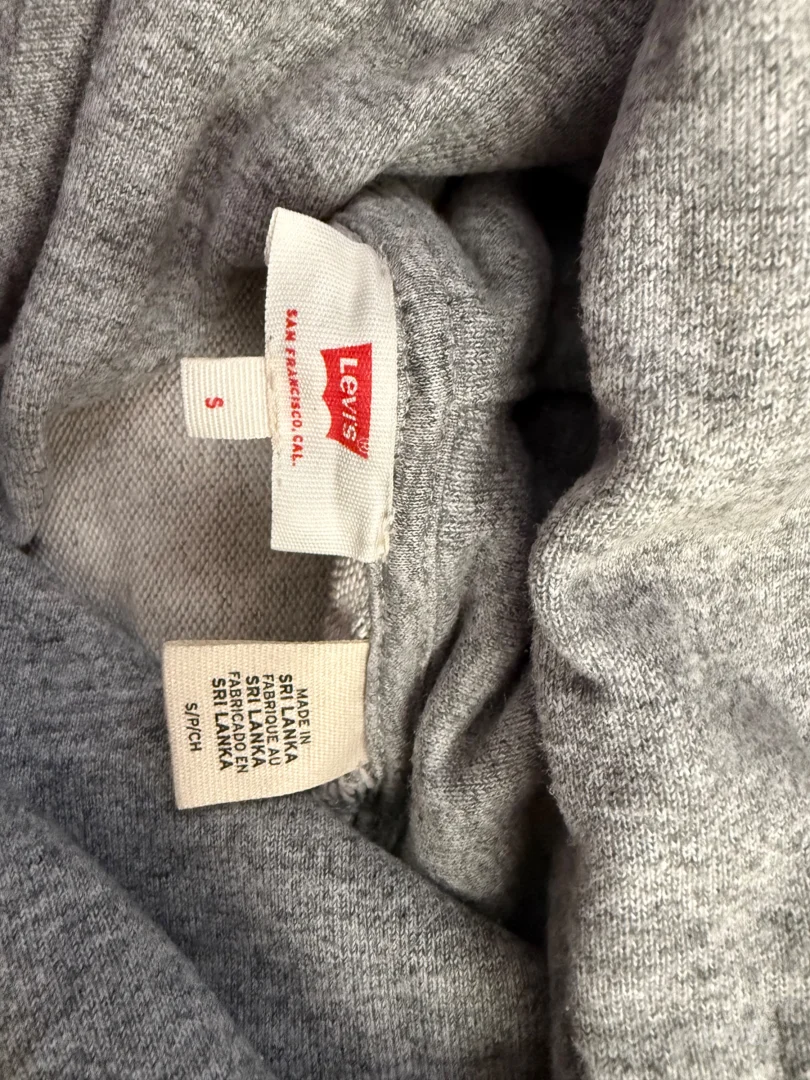 Levi's
SAN FRANCISCO, CAL.
S
MADE IN
SRI LANKA
FABRIQUE AU
SRI LANKA
FABRICADO EN
SRI LANKA
S/P/CH